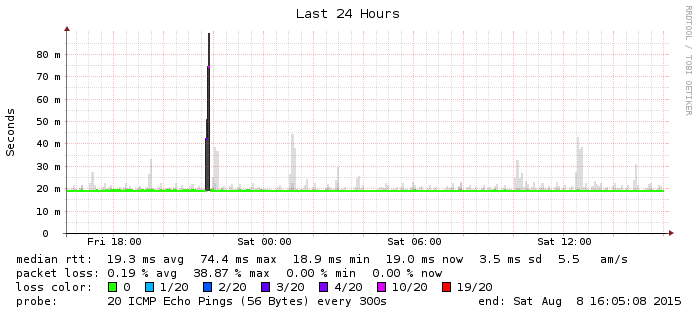 Last 24 Hours
RRDTOOL / TOBI OETIKER
Seconds
80 m
70 m
60 m
50 m
40 m
30 m
20 m
10 m
0
Fri 18:00 Sat 00:00 Sat 06:00 Sat 12:00
median rtt: 19.3 ms avg 74.4 ms max 18.9 ms min 19.0 ms now 3.5 ms sd 5.5 am/s
packet loss: 0.19 % avg 38.87 % max 0.00 % min 0.00 % now
loss color: 0 1/20 2/20 3/20 4/20 10/20 19/20
probe: 20 ICMP Echo Pings (56 Bytes) every 300s end: Sat Aug 8 16:05:08 2015